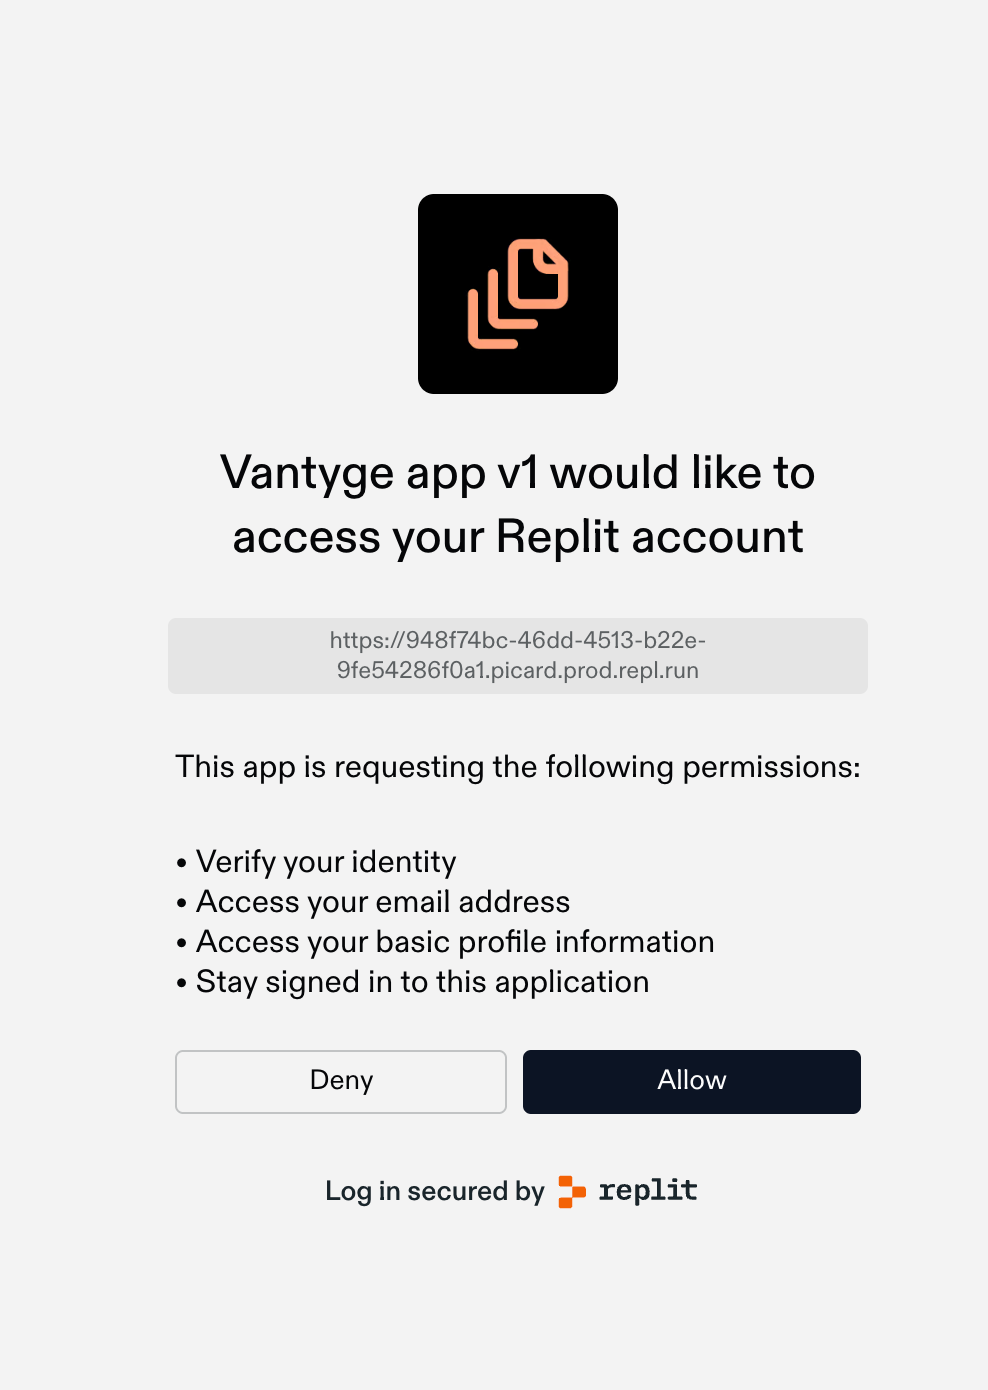 Vantyge app v1 would like to
access your Replit account
https://948f74bc-46dd-4513-b22e-
9fe54286f0a1.picard.prod.repl.run
This app is requesting the following permissions:
• Verify your identity
• Access your email address
• Access your basic profile information
• Stay signed in to this application
Deny Allow
Log in secured by replit